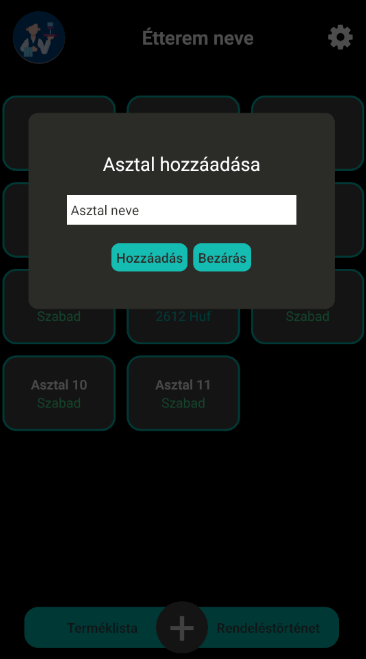 Étterem neve
Asztal hozzáadása
Asztal neve
Hozzáadás Bezárás
Szabad 2612 Huf Szabad
Asztal 10 Asztal 11
Szabad Szabad
Terméklista + Rendeléstörténet